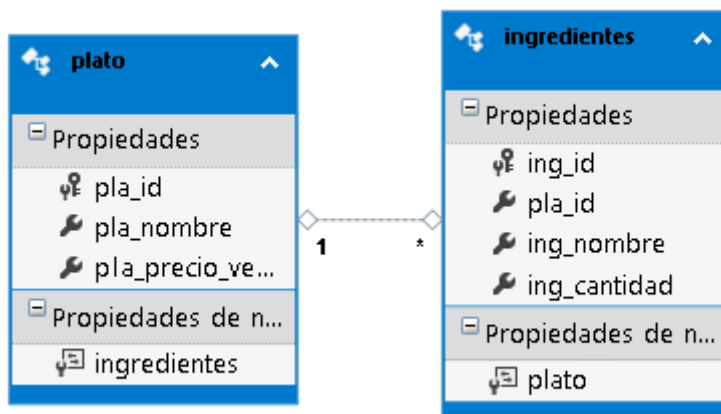 plato
Propiedades
pla_id
pla_nombre
pla_precio_ve...
Propiedades de n...
ingredientes
1
*
ingredientes
Propiedades
ing_id
pla_id
ing_nombre
ing_cantidad
Propiedades de n...
plato